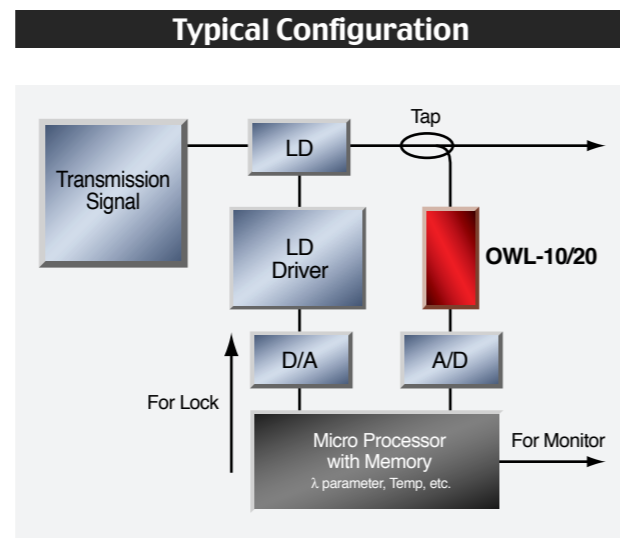 Typical Configuration
Tap
LD
Transmission
Signal
LD
Driver
OWL-10/20
D/A
A/D
For Lock
Micro Processor
with Memory
λ parameter, Temp, etc.
For Monitor